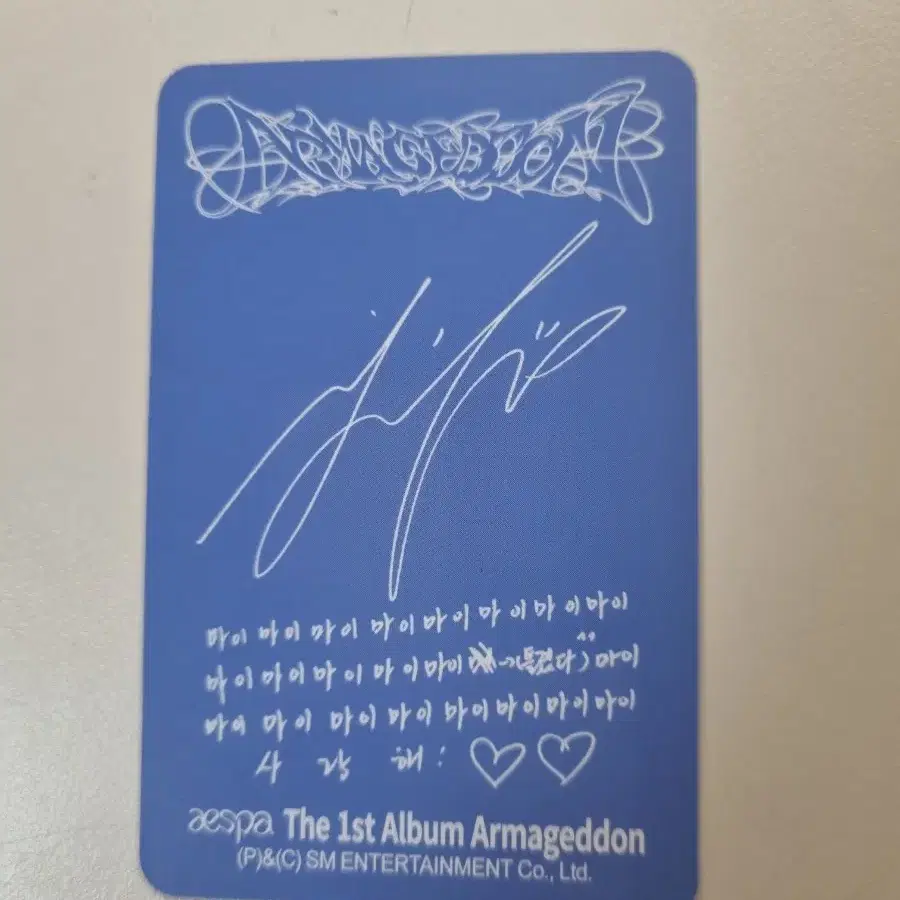 ARMAGEDDON
마이 마이 마이 마이 마이 마이 마이 마이
마이 마이 마이 마이 마이 들켰다 ^^) 마이
마이 마이 마이 마이 마이 마이 마이 마이
사 랑 해 : ♡♡
aespa The 1st Album Armageddon
(P)&(C) SM ENTERTAINMENT Co., Ltd.